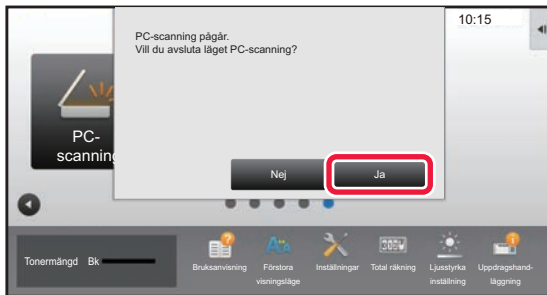 10:15
PC-scanning pågår.
Vill du avsluta läget PC-scanning?
PC-
scanning
Nej
Ja
Tonermängd Bk
Bruksanvisning
Förstora
visningsläge
Inställningar
Total räkning
Ljusstyrka
inställning
Uppdragshand-
läggning